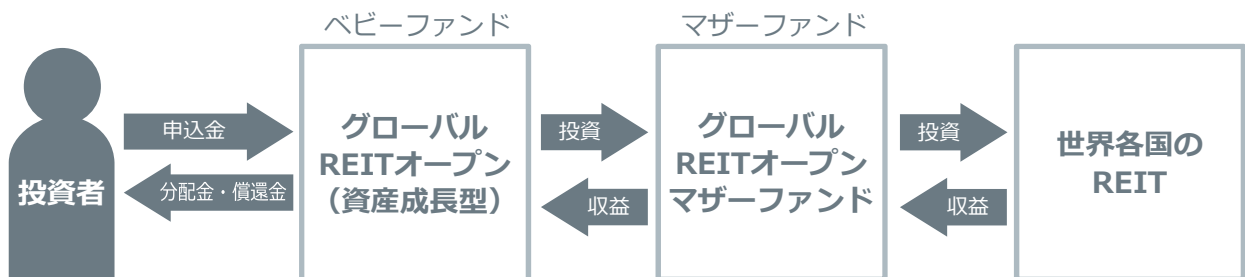 ベビーファンド
マザーファンド
投資者
申込金
分配金・償還金
グローバル
REITオープン
（資産成長型）
投資
収益
グローバル
REITオープン
マザーファンド
投資
収益
世界各国の
REIT